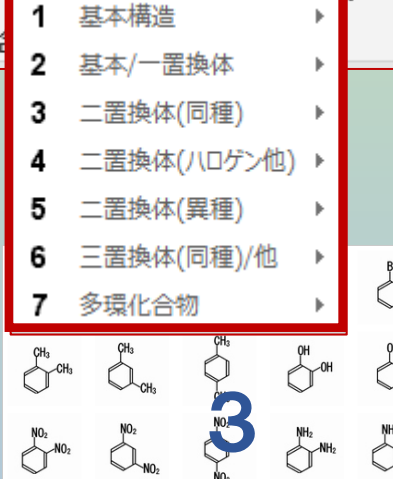 1 基本構造
2 基本/一置換体
3 二置換体(同種)
4 二置換体(ハロゲン他)
5 二置換体(異種)
6 三置換体(同種)/他
7 多環化合物
B
CH₃ CH₃ CH₃ OH O
CH₃ CH₃ OH
3
NO₂ NO₂ NO₂ NH₂ NH
NO₂ NO₂ NO₂ NH₂